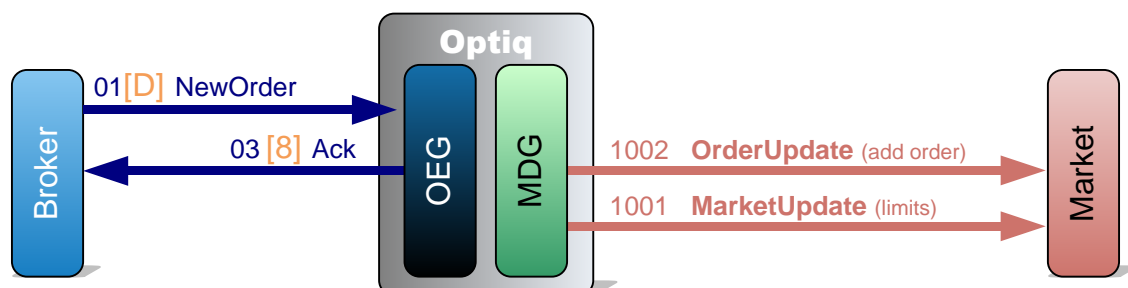 Optiq
Broker
01[D] NewOrder
03 [8] Ack
OEG
MDG
1002 OrderUpdate (add order)
1001 MarketUpdate (limits)
Market